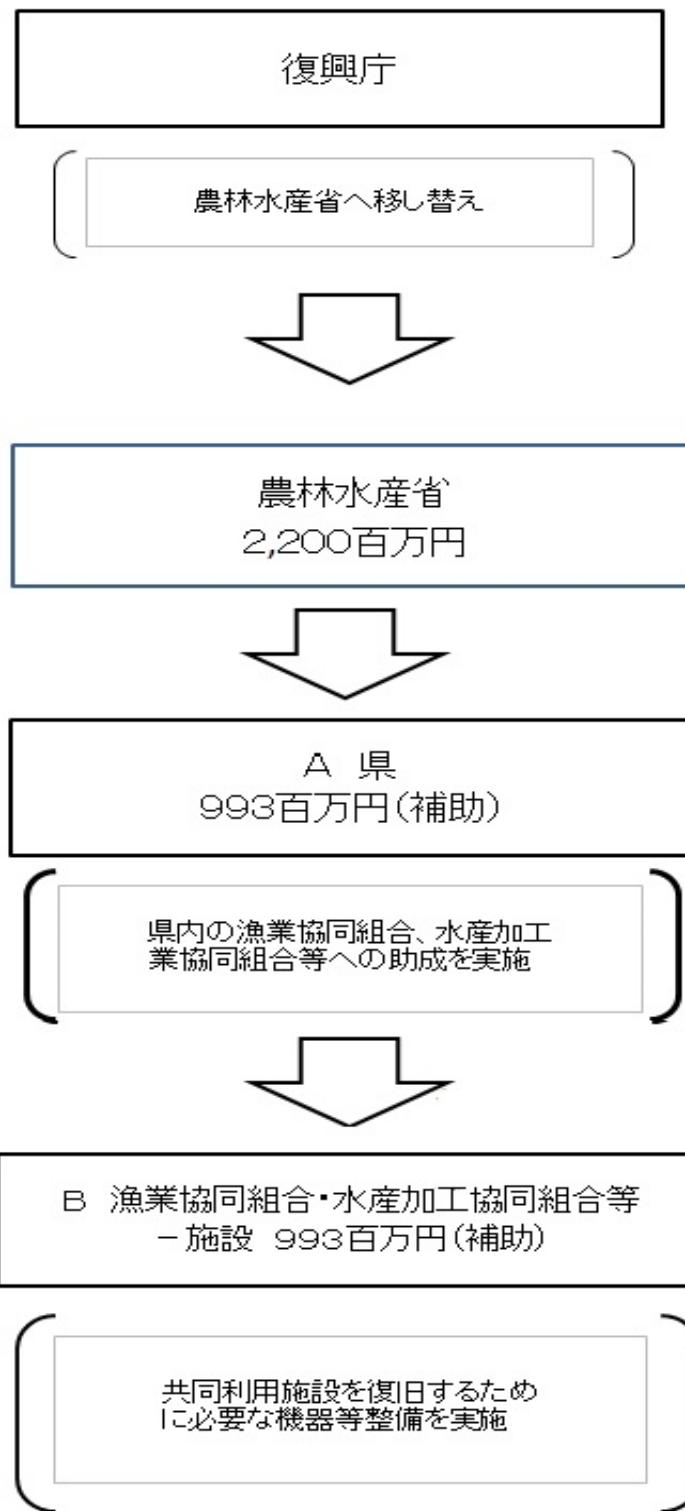 復興庁
農林水産省へ移し替え
農林水産省
2,200百万円
A 県
993百万円(補助)
県内の漁業協同組合、水産加工
業協同組合等への助成を実施
B 漁業協同組合・水産加工協同組合等
－施設 993百万円(補助)
共同利用施設を復旧するため
に必要な機器等整備を実施